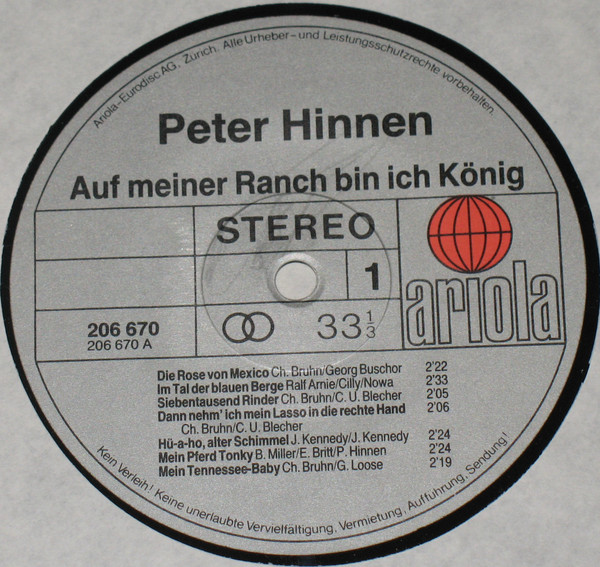 Ariola-Eurodisc AG, Zürich. Alle Urheber- und Leistungsschutzrechte vorbehalten.
Peter Hinnen
Auf meiner Ranch bin ich König
STEREO
1
206 670
206 670 A
33 1/3
ariola
Die Rose von Mexico Ch. Bruhn/Georg Buschor 2'22
Im Tal der blauen Berge Ralf Arnie/Cilly/Nowa 2'33
Siebentausend Rinder Ch. Bruhn/C. U. Blecher 2'05
Dann nehm' ich mein Lasso in die rechte Hand 2'06
Ch. Bruhn/C. U. Blecher
Hü-a-ho, alter Schimmel J. Kennedy/J. Kennedy 2'24
Mein Pferd Tonky B. Miller/E. Britt/P. Hinnen 2'24
Mein Tennessee-Baby Ch. Bruhn/G. Loose 2'19
Kein Verleih! Keine unerlaubte Vervielfältigung, Vermietung, Aufführung, Sendung!